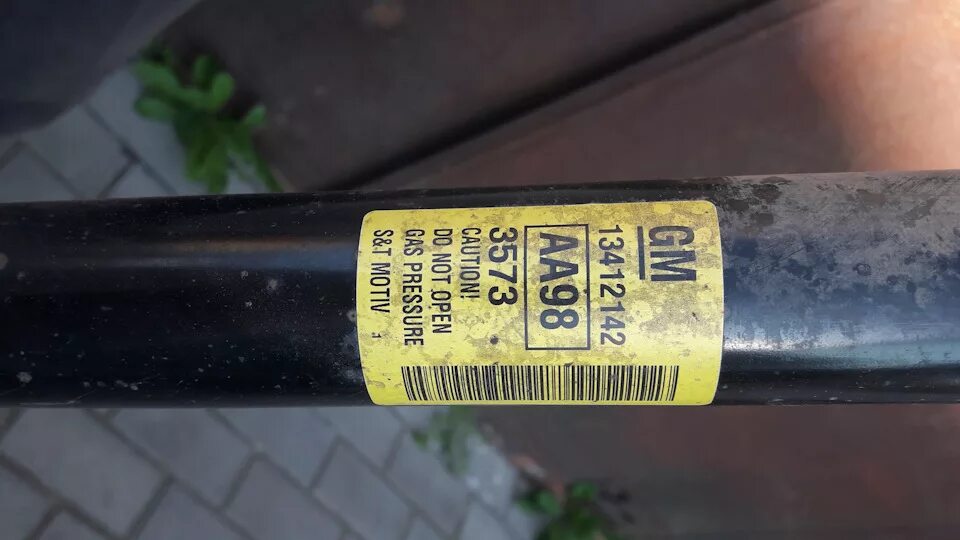 GM
13412142
AA98
3573
CAUTION!
DO NOT OPEN
GAS PRESSURE
S&T MOTIV 1